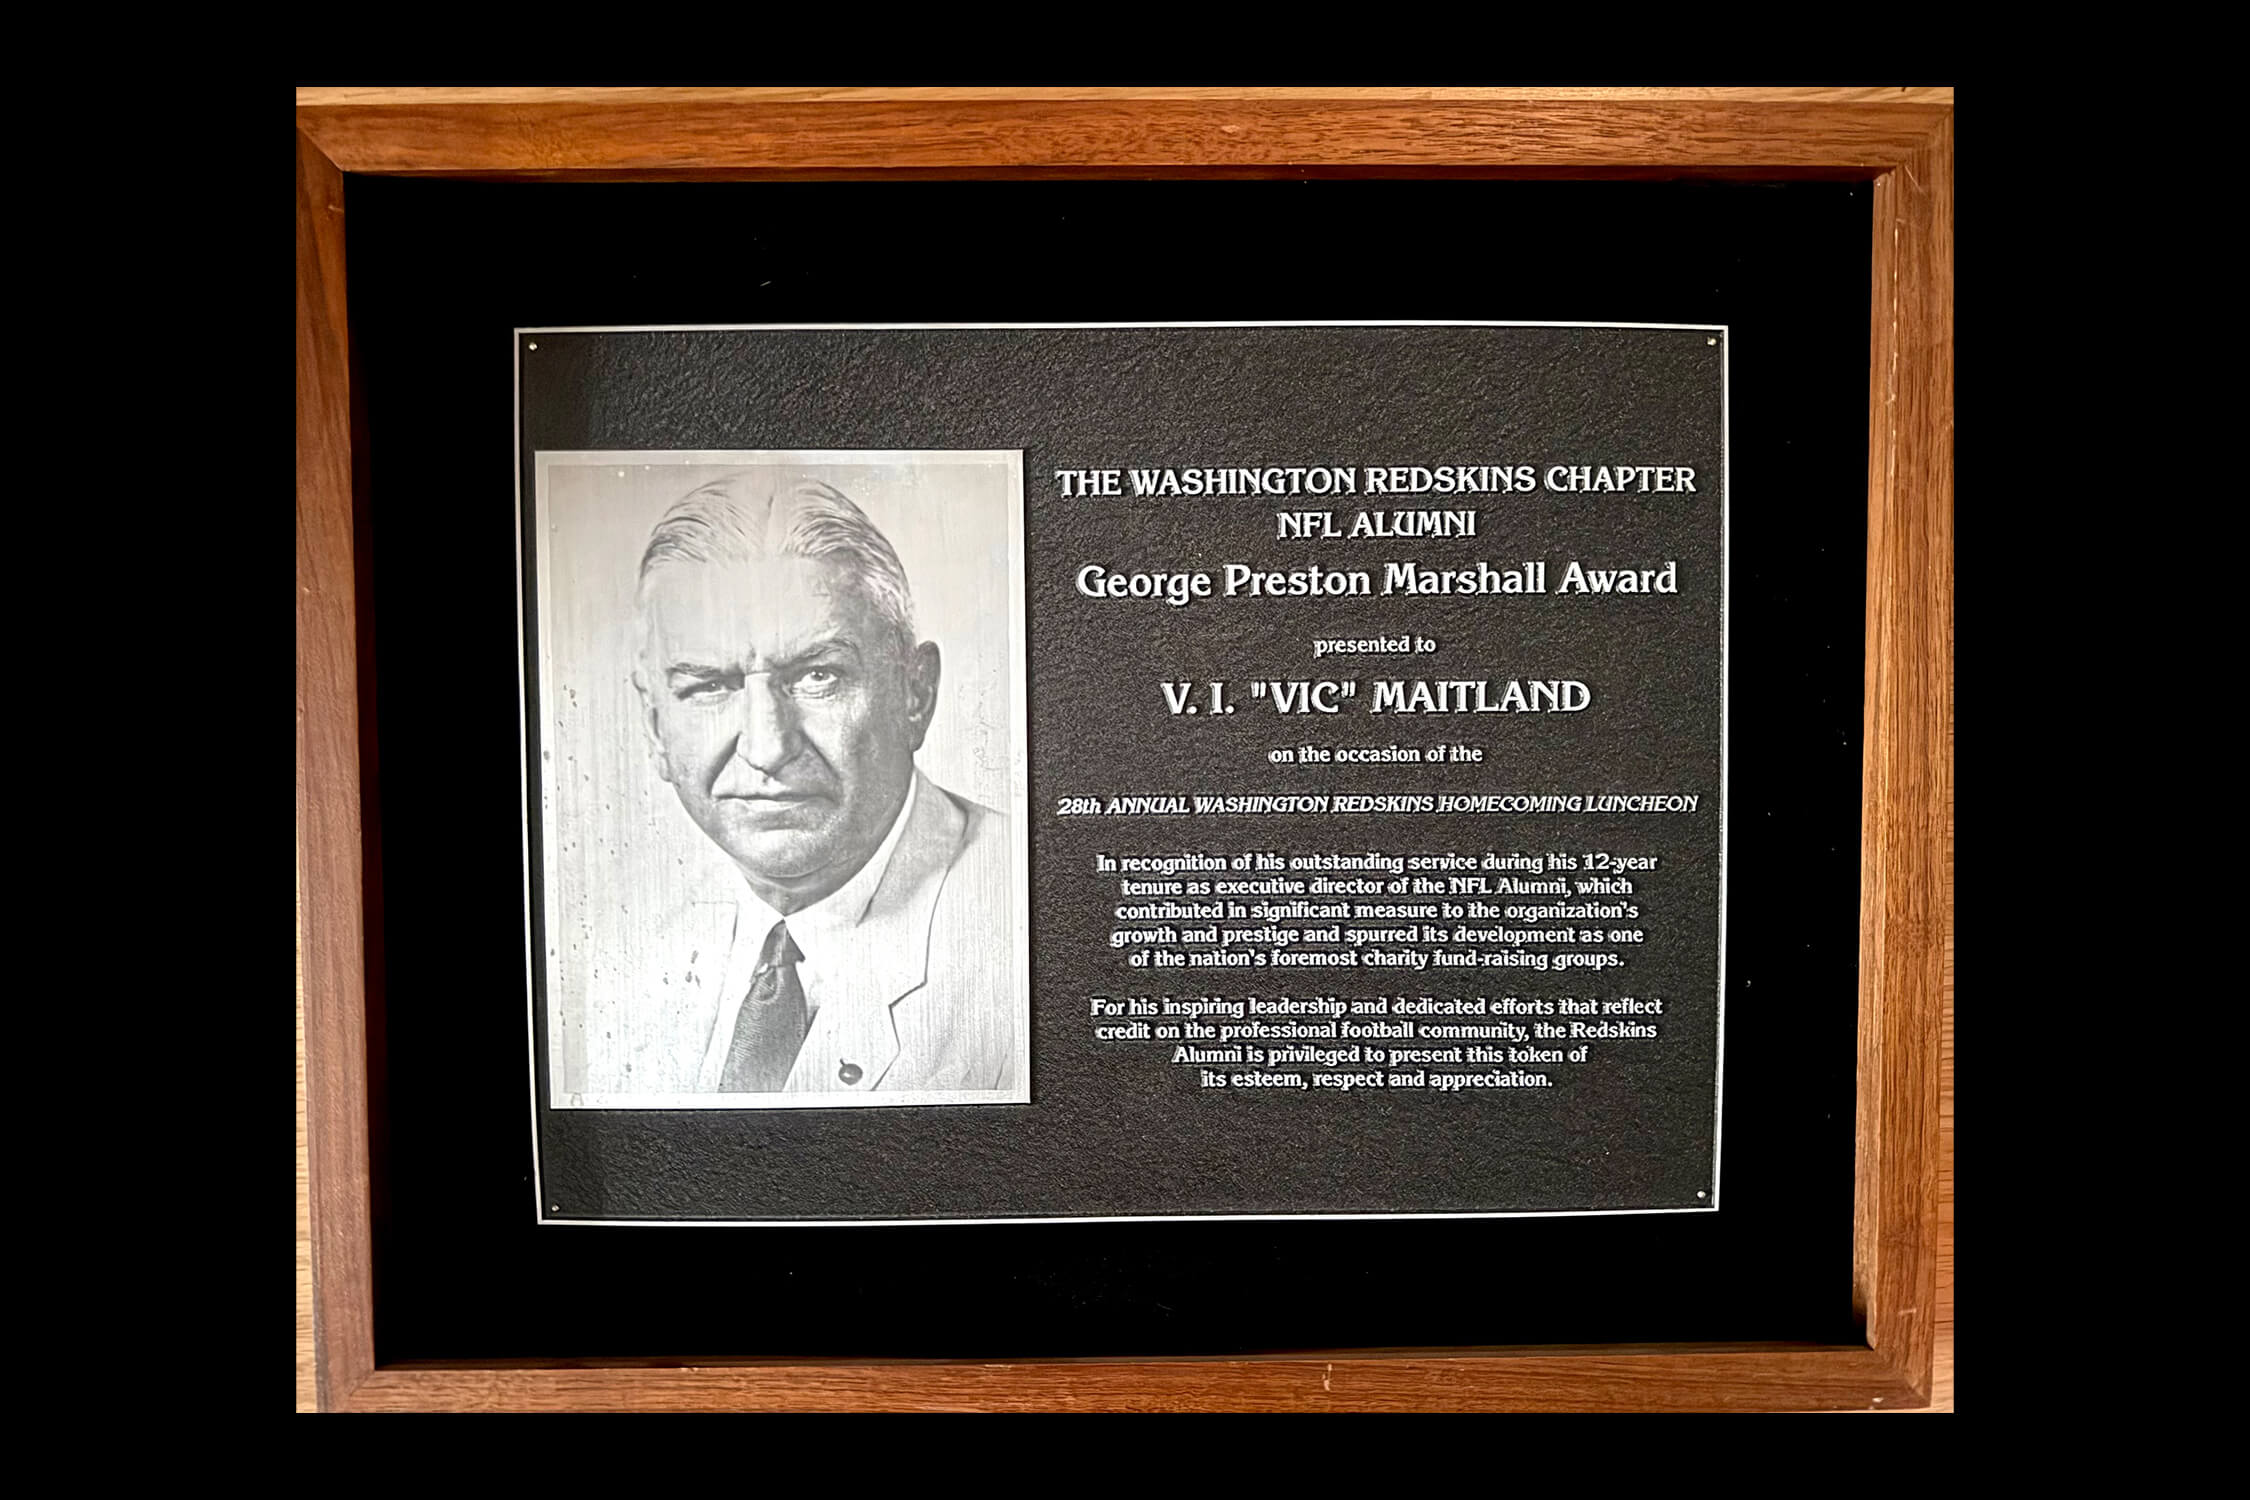 THE WASHINGTON REDSKINS CHAPTER
NFL ALUMNI
George Preston Marshall Award
presented to
V. I. "VIC" MAITLAND
on the occasion of the
28th ANNUAL WASHINGTON REDSKINS HOMECOMING LUNCHEON
In recognition of his outstanding service during his 12-year
tenure as executive director of the NFL Alumni, which
contributed in significant measure to the organization's
growth and prestige and spurred its development as one
of the nation's foremost charity fund-raising groups.
For his inspiring leadership and dedicated efforts that reflect
credit on the professional football community, the Redskins
Alumni is privileged to present this token of
its esteem, respect and appreciation.